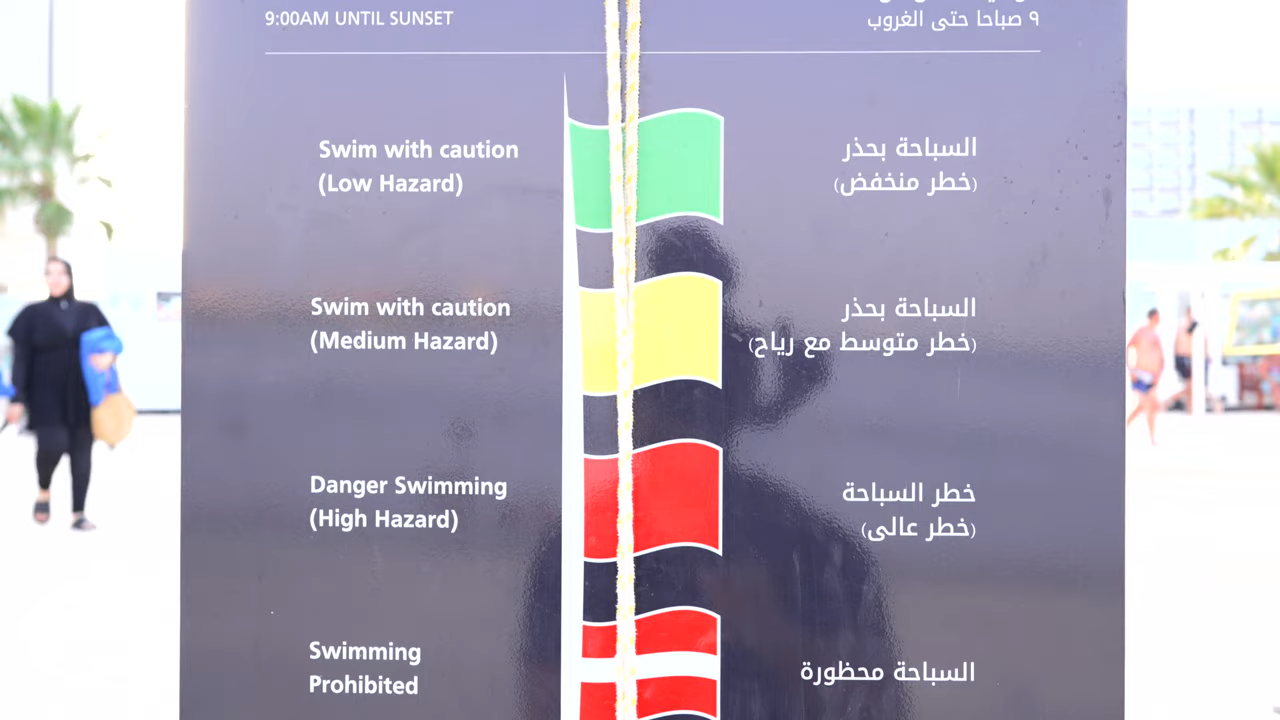 9:00AM UNTIL SUNSET
٩ صباحا حتى الغروب
Swim with caution
(Low Hazard)
السباحة بحذر
(خطر منخفض)
Swim with caution
(Medium Hazard)
السباحة بحذر
(خطر متوسط مع رياح)
Danger Swimming
(High Hazard)
خطر السباحة
(خطر عالى)
Swimming
Prohibited
السباحة محظورة